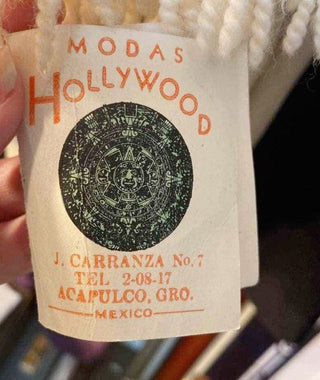 MODAS
HOLLYWOOD
J. CARRANZA No. 7
TEL 2-08-17
ACAPULCO, GRO.
MEXICO